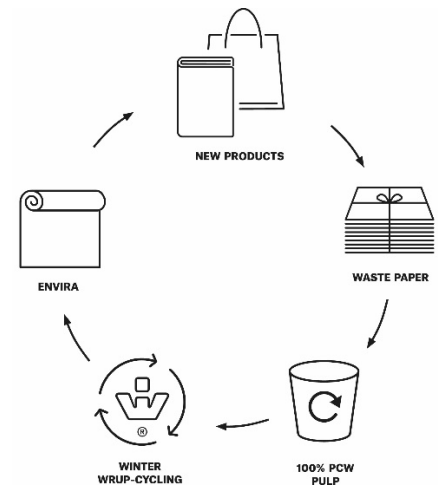 NEW PRODUCTS
WASTE PAPER
ENVIRA
®
WINTER
WRUP-CYCLING
100% PCW
PULP